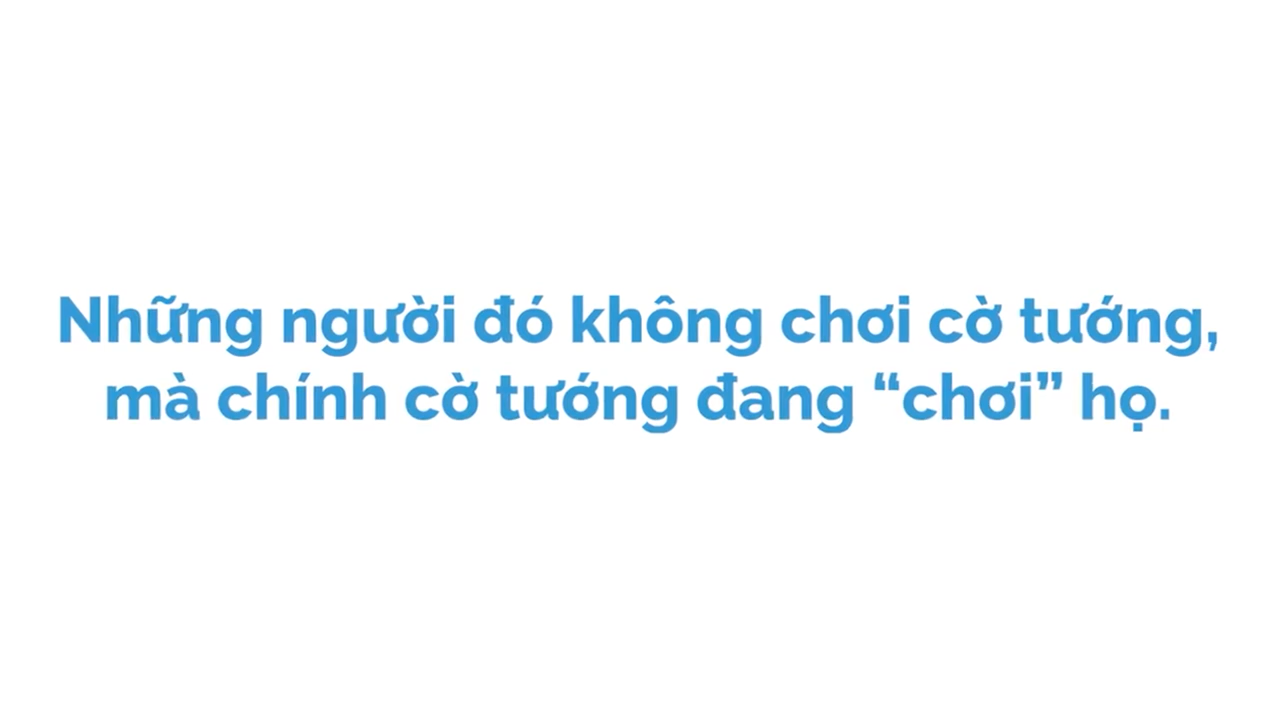 Những người đó không chơi cờ tướng,
mà chính cờ tướng đang “chơi” họ.